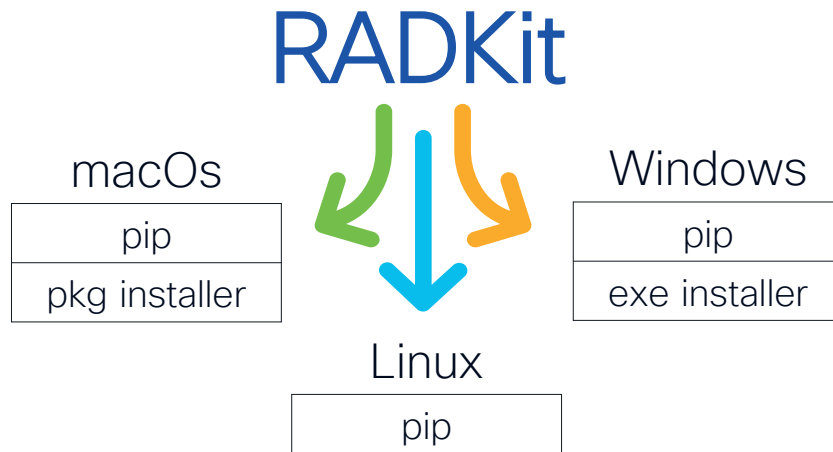 RADKit
macOs
pip
pkg installer
Windows
pip
exe installer
Linux
pip